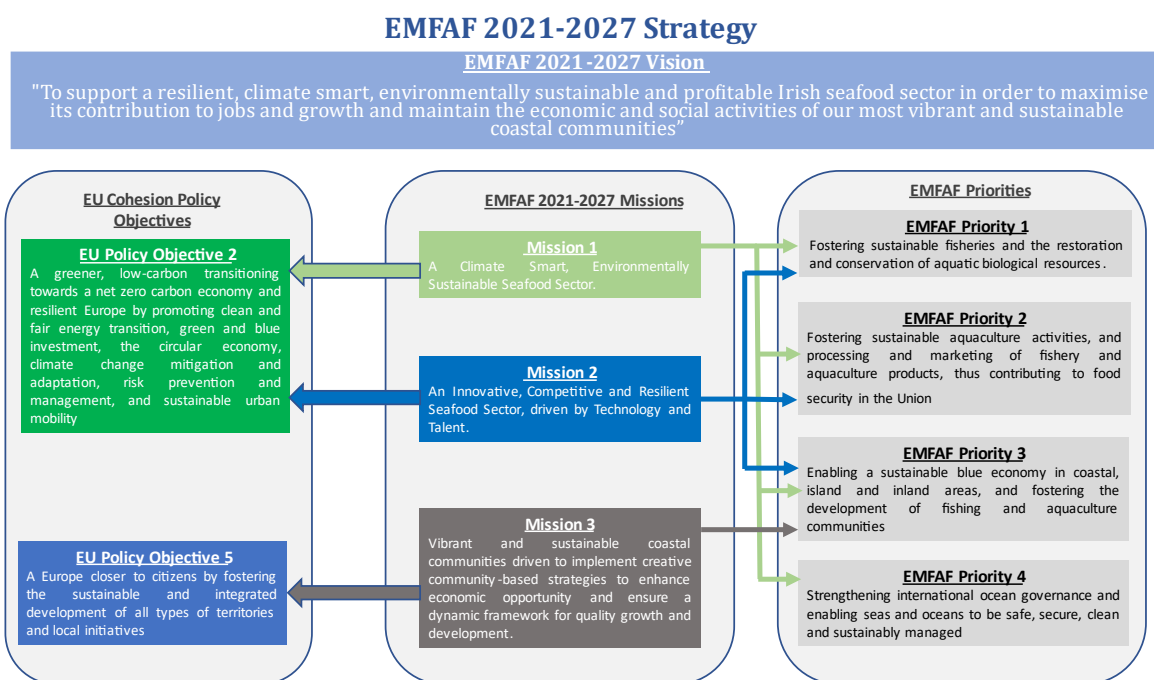 EMFAF 2021-2027 Strategy
EMFAF 2021-2027 Vision
"To support a resilient, climate smart, environmentally sustainable and profitable Irish seafood sector in order to maximise
its contribution to jobs and growth and maintain the economic and social activities of our most vibrant and sustainable
coastal communities”
EU Cohesion Policy
Objectives
EU Policy Objective 2
A greener, low-carbon transitioning
towards a net zero carbon economy and
resilient Europe by promoting clean and
fair energy transition, green and blue
investment, the circular economy,
climate change mitigation and
adaptation, risk prevention and
management, and sustainable urban
mobility
EU Policy Objective 5
A Europe closer to citizens by fostering
the sustainable and integrated
development of all types of territories
and local initiatives
EMFAF 2021-2027 Missions
Mission 1
A Climate Smart, Environmentally
Sustainable Seafood Sector.
Mission 2
An Innovative, Competitive and Resilient
Seafood Sector, driven by Technology and
Talent.
Mission 3
Vibrant and sustainable coastal
communities driven to implement creative
community-based strategies to enhance
economic opportunity and ensure a
dynamic framework for quality growth and
development.
EMFAF Priorities
EMFAF Priority 1
Fostering sustainable fisheries and the restoration
and conservation of aquatic biological resources.
EMFAF Priority 2
Fostering sustainable aquaculture activities, and
processing and marketing of fishery and
aquaculture products, thus contributing to food
security in the Union
EMFAF Priority 3
Enabling a sustainable blue economy in coastal,
island and inland areas, and fostering the
development of fishing and aquaculture
communities
EMFAF Priority 4
Strengthening international ocean governance and
enabling seas and oceans to be safe, secure, clean
and sustainably managed